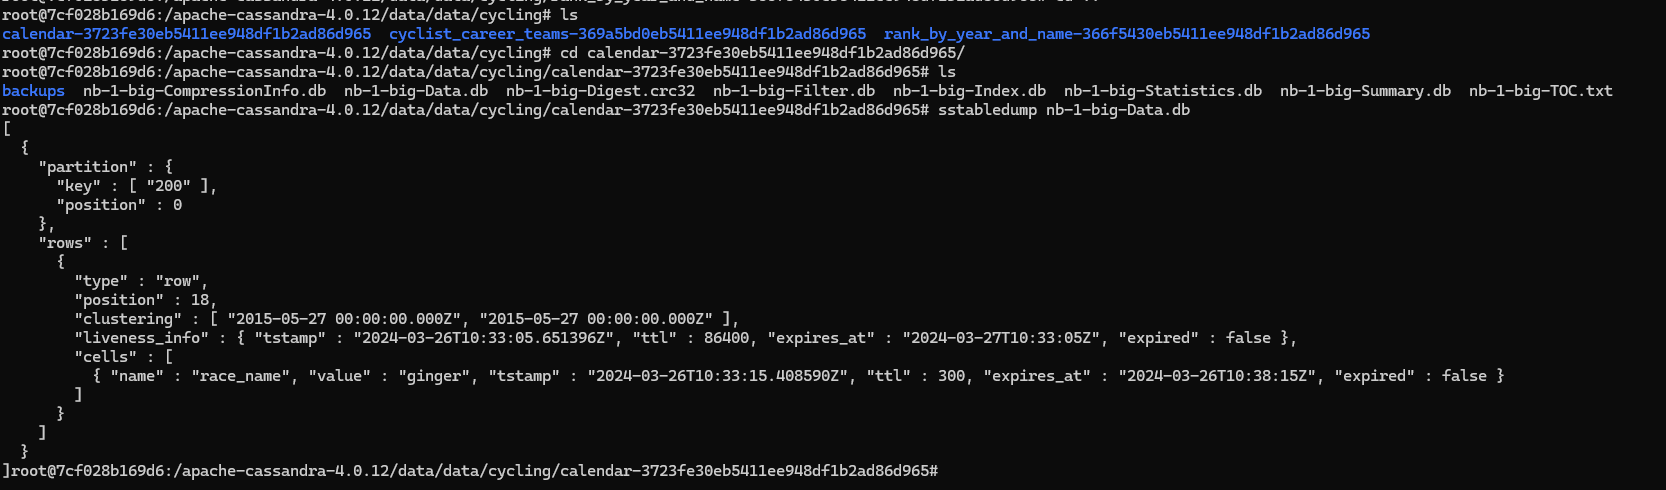 root@7cf028b169d6:/apache-cassandra-4.0.12/data/data/cycling# ls
calendar-3723fe30eb5411ee948df1b2ad86d965  cyclist_career_teams-369a5bd0eb5411ee948df1b2ad86d965  rank_by_year_and_name-366f5430eb5411ee948df1b2ad86d965
root@7cf028b169d6:/apache-cassandra-4.0.12/data/data/cycling# cd calendar-3723fe30eb5411ee948df1b2ad86d965/
root@7cf028b169d6:/apache-cassandra-4.0.12/data/data/cycling/calendar-3723fe30eb5411ee948df1b2ad86d965# ls
backups  nb-1-big-CompressionInfo.db  nb-1-big-Data.db  nb-1-big-Digest.crc32  nb-1-big-Filter.db  nb-1-big-Index.db  nb-1-big-Statistics.db  nb-1-big-Summary.db  nb-1-big-TOC.txt
root@7cf028b169d6:/apache-cassandra-4.0.12/data/data/cycling/calendar-3723fe30eb5411ee948df1b2ad86d965# sstabledump nb-1-big-Data.db
[
  {
    "partition" : {
      "key" : [ "200" ],
      "position" : 0
    },
    "rows" : [
      {
        "type" : "row",
        "position" : 18,
        "clustering" : [ "2015-05-27 00:00:00.000Z", "2015-05-27 00:00:00.000Z" ],
        "liveness_info" : { "tstamp" : "2024-03-26T10:33:05.651396Z", "ttl" : 86400, "expires_at" : "2024-03-27T10:33:05Z", "expired" : false },
        "cells" : [
          { "name" : "race_name", "value" : "ginger", "tstamp" : "2024-03-26T10:33:15.408590Z", "ttl" : 300, "expires_at" : "2024-03-26T10:38:15Z", "expired" : false }
        ]
      }
    ]
  }
]root@7cf028b169d6:/apache-cassandra-4.0.12/data/data/cycling/calendar-3723fe30eb5411ee948df1b2ad86d965#